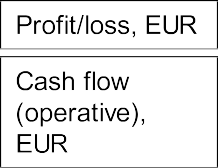 Profit/loss, EUR
Cash flow
(operative),
EUR